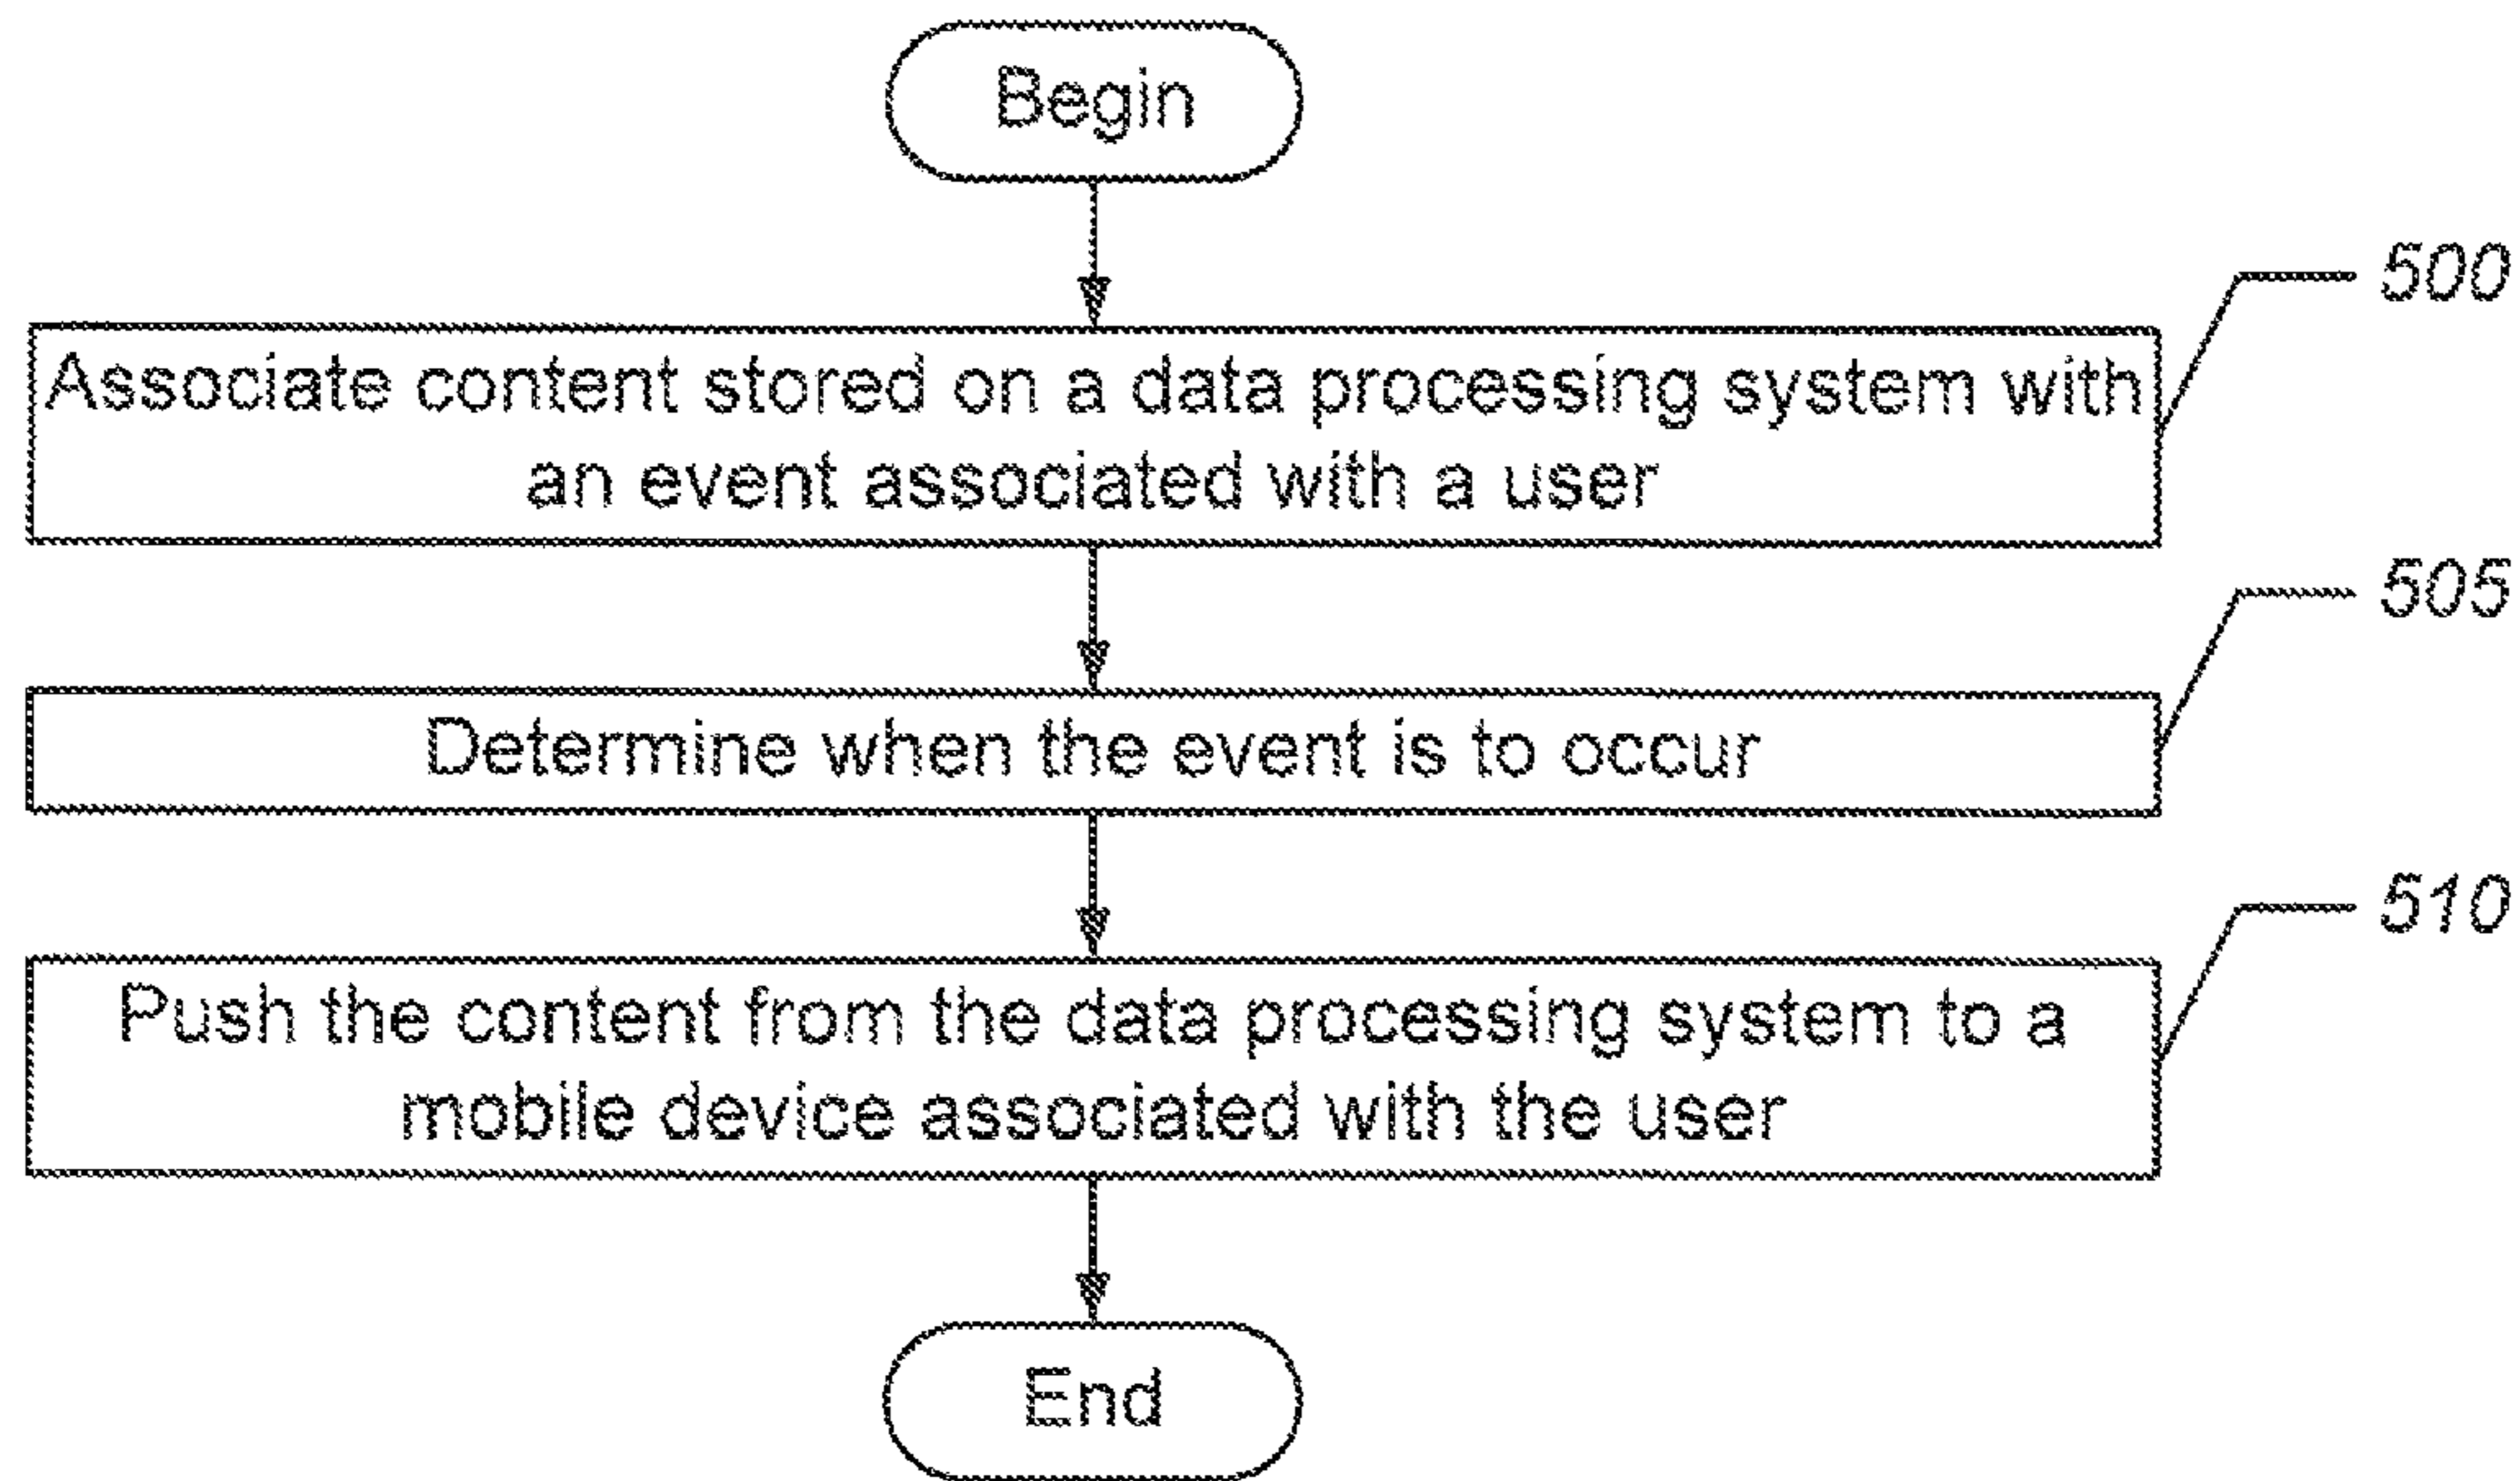 Begin
500
Associate content stored on a data processing system with
an event associated with a user
505
Determine when the event is to occur
510
Push the content from the data processing system to a
mobile device associated with the user
End